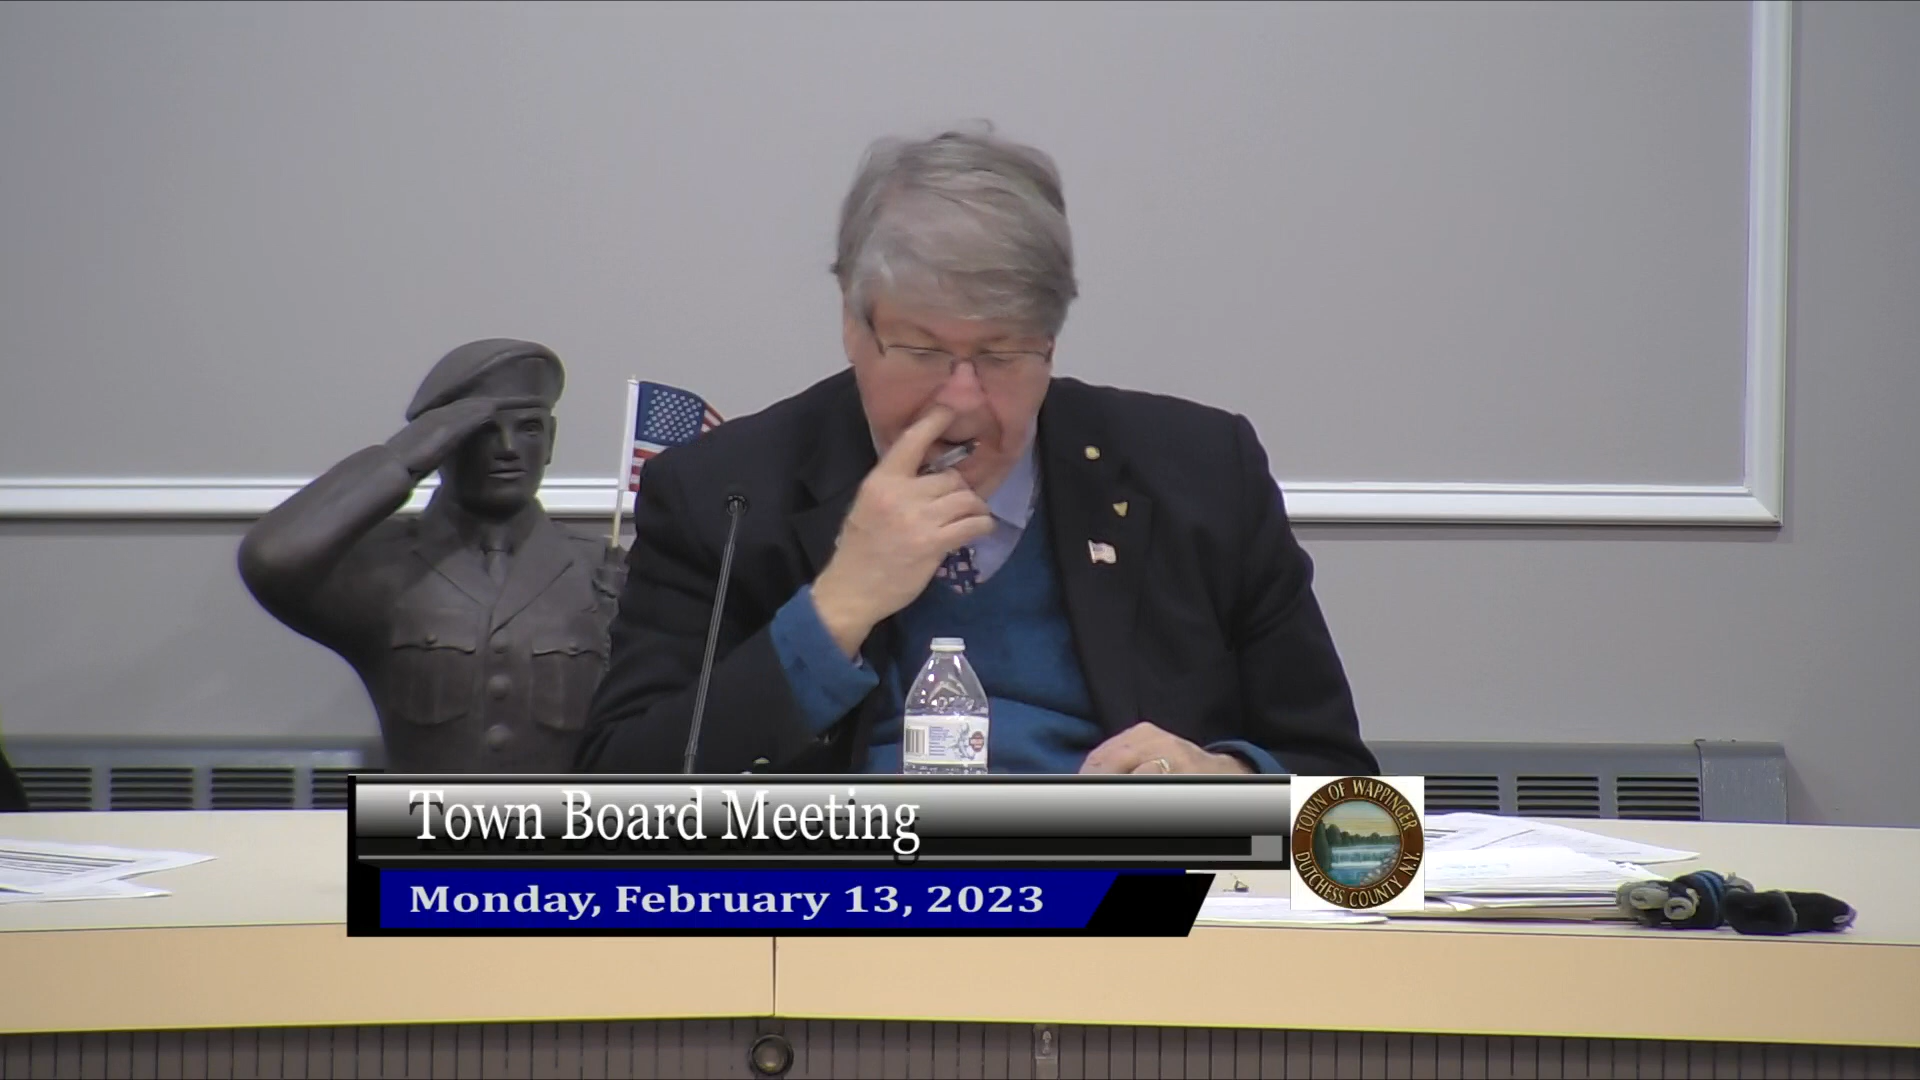 Town Board Meeting
Monday, February 13, 2023
TOWN OF WAPPINGER
DUTCHESS COUNTY N.Y.